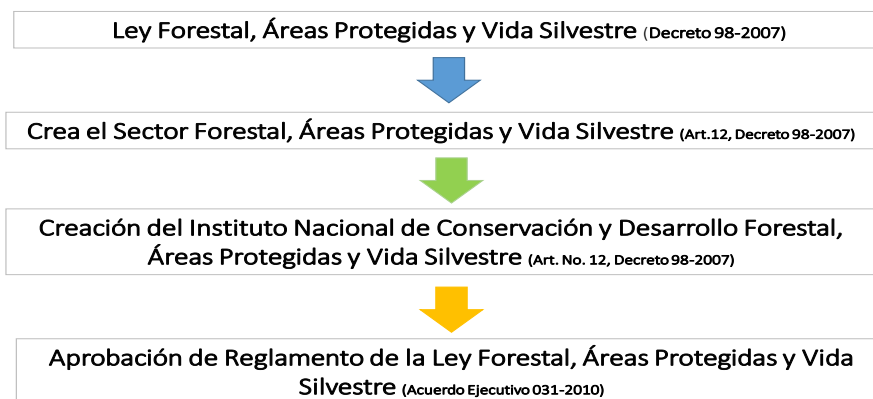 Ley Forestal, Áreas Protegidas y Vida Silvestre (Decreto 98-2007)
Crea el Sector Forestal, Áreas Protegidas y Vida Silvestre (Art.12, Decreto 98-2007)
Creación del Instituto Nacional de Conservación y Desarrollo Forestal,
Áreas Protegidas y Vida Silvestre (Art. No. 12, Decreto 98-2007)
Aprobación de Reglamento de la Ley Forestal, Áreas Protegidas y Vida
Silvestre (Acuerdo Ejecutivo 031-2010)